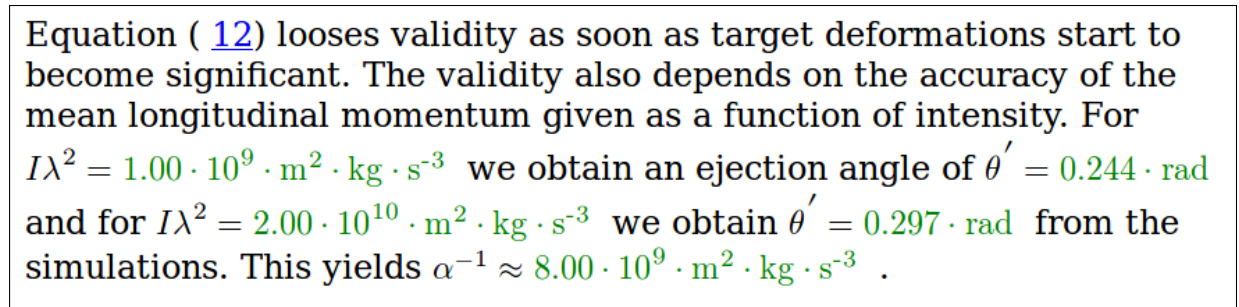 Equation ( 12) looses validity as soon as target deformations start to
become significant. The validity also depends on the accuracy of the
mean longitudinal momentum given as a function of intensity. For
Iλ² = 1.00 · 10⁹ · m² · kg · s⁻³ we obtain an ejection angle of θ′ = 0.244 · rad
and for Iλ² = 2.00 · 10¹⁰ · m² · kg · s⁻³ we obtain θ′ = 0.297 · rad from the
simulations. This yields α⁻¹ ≈ 8.00 · 10⁹ · m² · kg · s⁻³ .